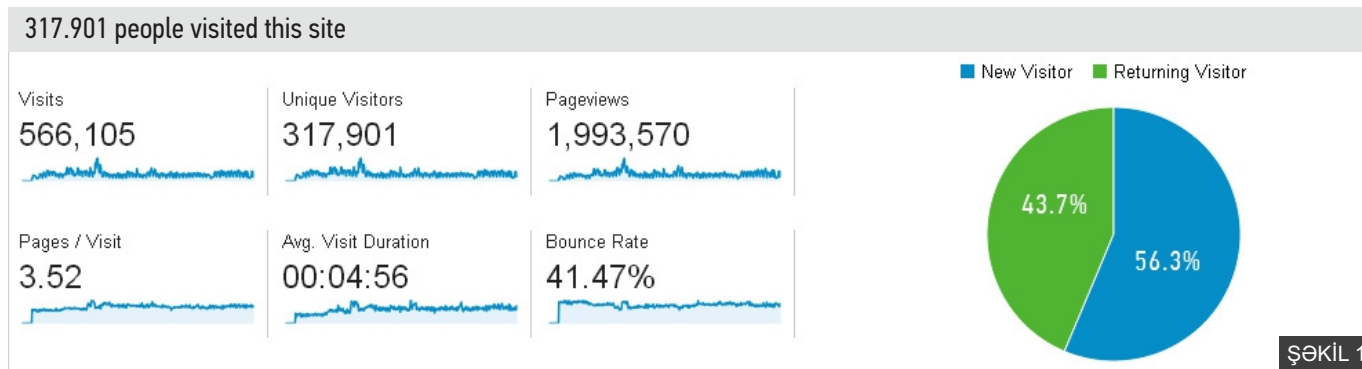 317.901 people visited this site
New Visitor Returning Visitor
Visits
566,105
Unique Visitors
317,901
Pageviews
1,993,570
Pages / Visit
3.52
Avg. Visit Duration
00:04:56
Bounce Rate
41.47%
43.7%
56.3%
ŞƏKİL 1